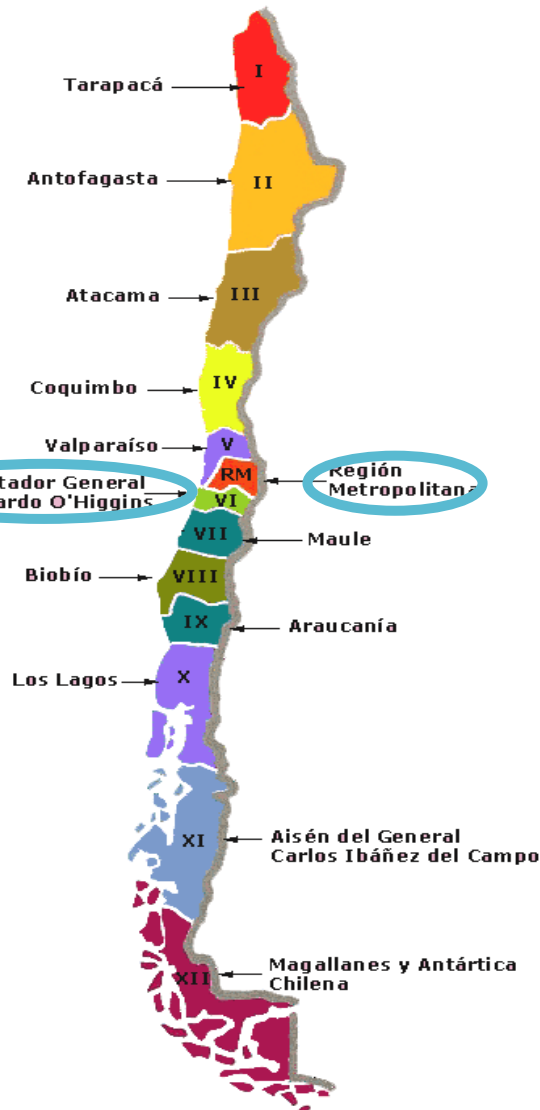 I
Tarapacá
II
Antofagasta
III
Atacama
IV
Coquimbo
V
Valparaíso
RM
Región
Metropolitana
tador General
ardo O'Higgins
VI
VII
Maule
VIII
Biobío
IX
Araucanía
X
Los Lagos
XI
Aisén del General
Carlos Ibáñez del Campo
XII
Magallanes y Antártica
Chilena